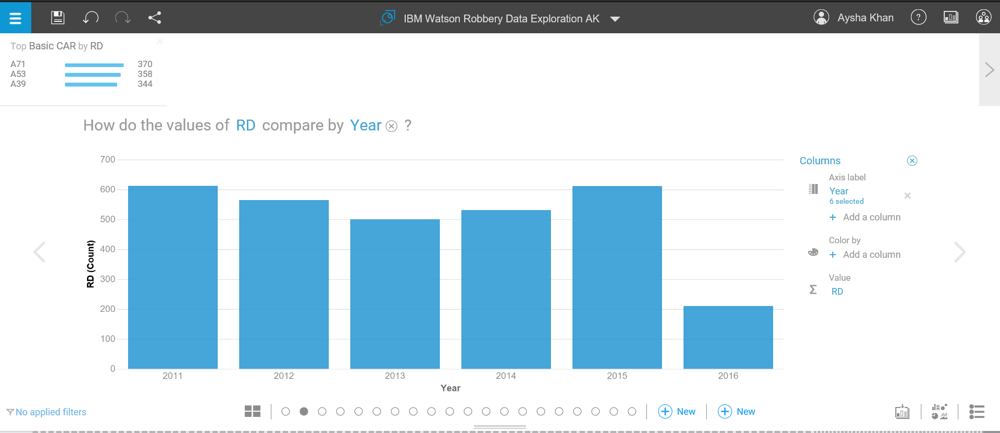 IBM Watson Robbery Data Exploration AK
Aysha Khan
?
Top Basic CAR by RD
A71 370
A53 358
A39 344
How do the values of RD compare by Year ?
700
600
500
400
300
200
100
0
RD (Count)
2011 2012 2013 2014 2015 2016
Year
Columns
Axis label
Year
6 selected
+ Add a column
Color by
+ Add a column
Value
Σ RD
No applied filters
New
New